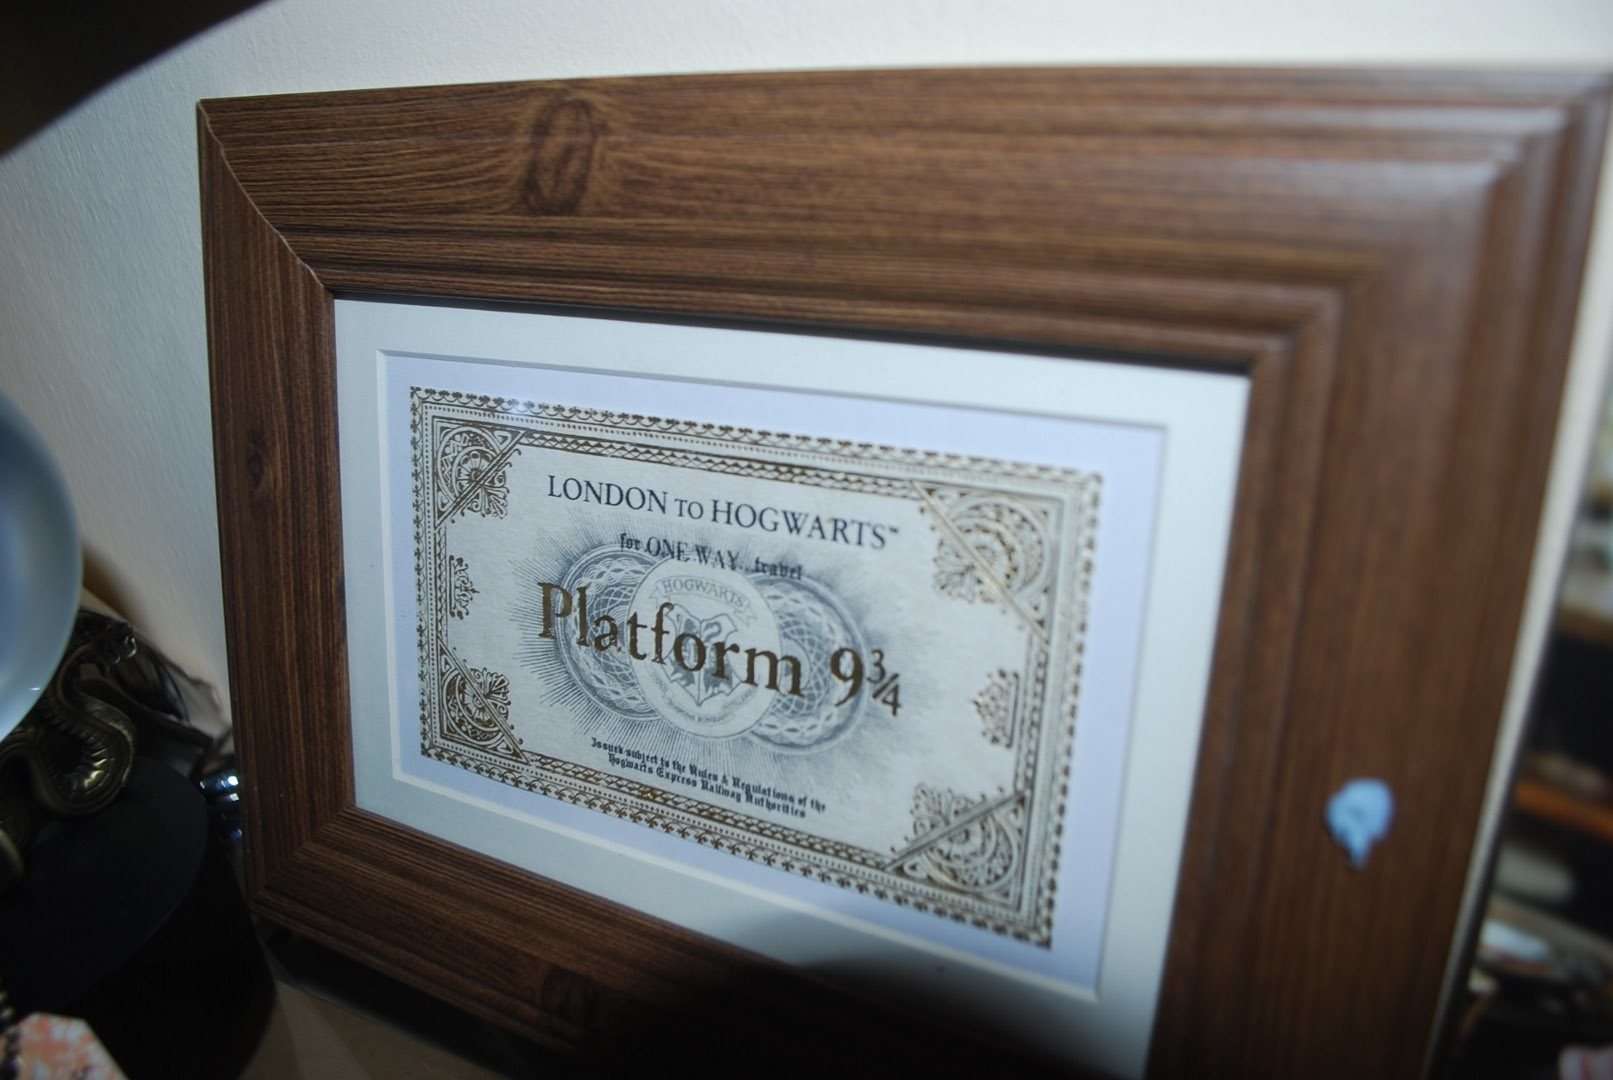 LONDON TO HOGWARTS™
for ONE WAY travel
HOGWARTS
Platform 9¾
Issued subject to the Rules & Regulations of the
Hogwarts Express Railway Authorities